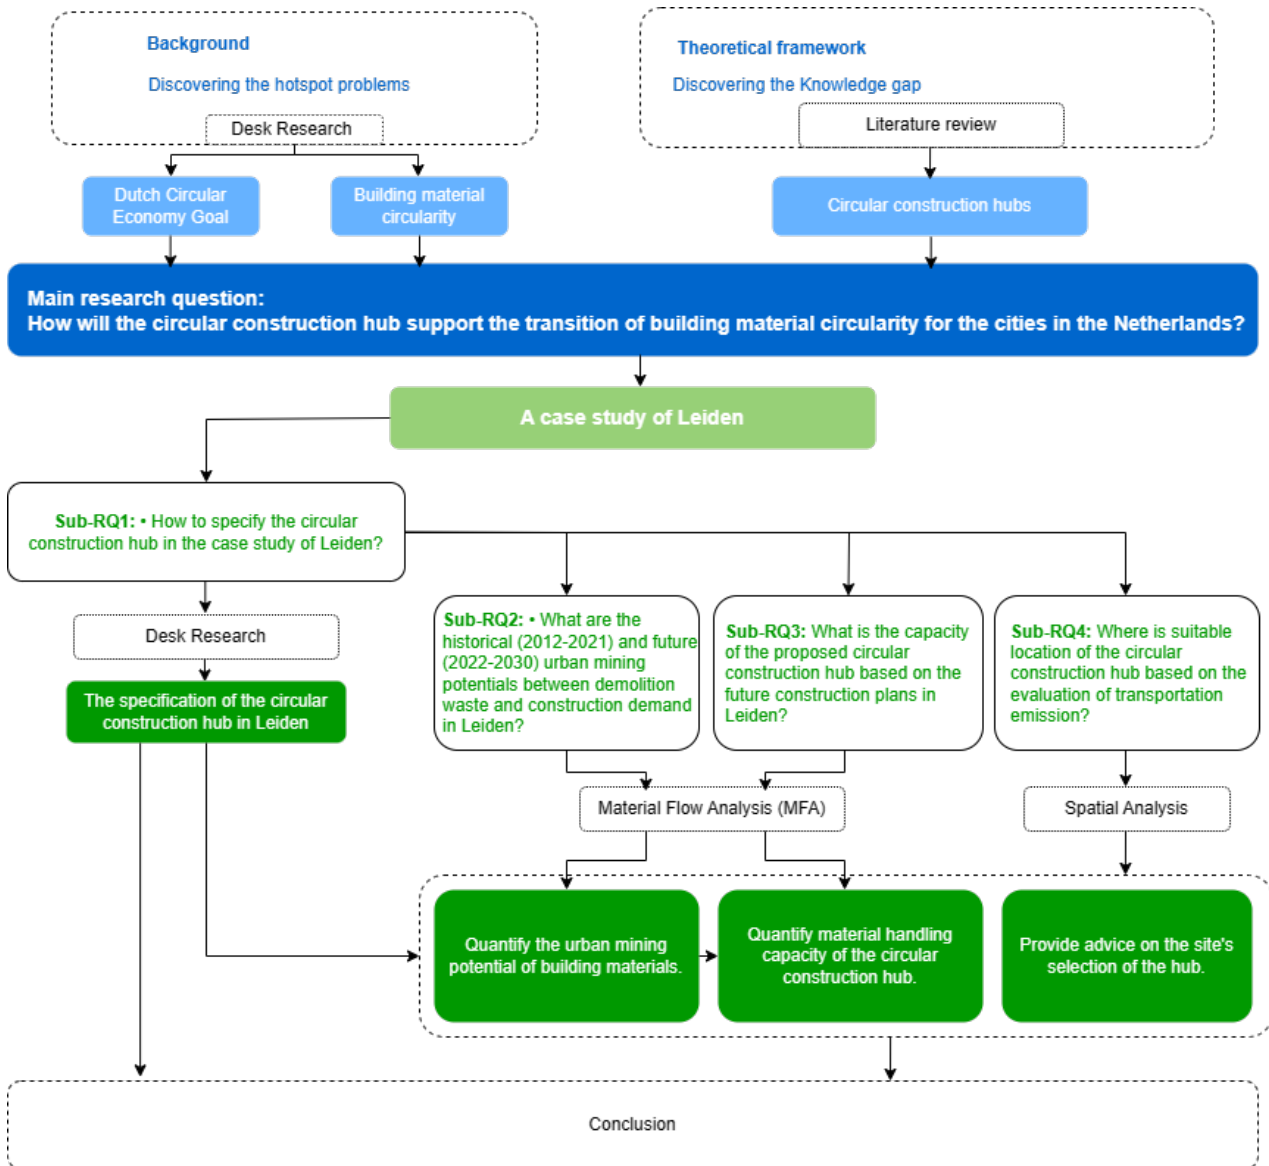 Background
Discovering the hotspot problems
Desk Research
Theoretical framework
Discovering the Knowledge gap
Literature review
Dutch Circular
Economy Goal
Building material
circularity
Circular construction hubs
Main research question:
How will the circular construction hub support the transition of building material circularity for the cities in the Netherlands?
A case study of Leiden
Sub-RQ1: • How to specify the circular
construction hub in the case study of Leiden?
Desk Research
The specification of the circular
construction hub in Leiden
Sub-RQ2: • What are the
historical (2012-2021) and future
(2022-2030) urban mining
potentials between demolition
waste and construction demand
in Leiden?
Sub-RQ3: What is the capacity
of the proposed circular
construction hub based on the
future construction plans in
Leiden?
Sub-RQ4: Where is suitable
location of the circular
construction hub based on the
evaluation of transportation
emission?
Material Flow Analysis (MFA)
Spatial Analysis
Quantify the urban mining
potential of building materials.
Quantify material handling
capacity of the circular
construction hub.
Provide advice on the site's
selection of the hub.
Conclusion